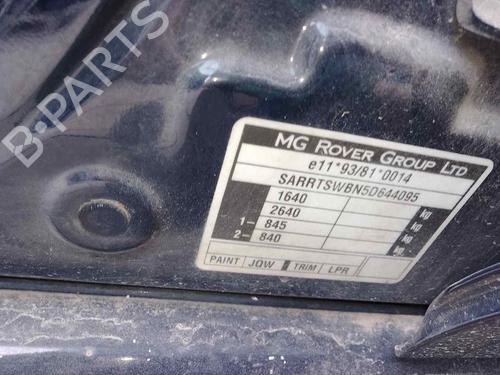 B-PARTS
MG ROVER GROUP LTD
e11*93/81*0014
SARRTSWBN5D644095
1640 kg
2640 kg
1- 845 kg
2- 840 kg
PAINT JQW TRIM LPR